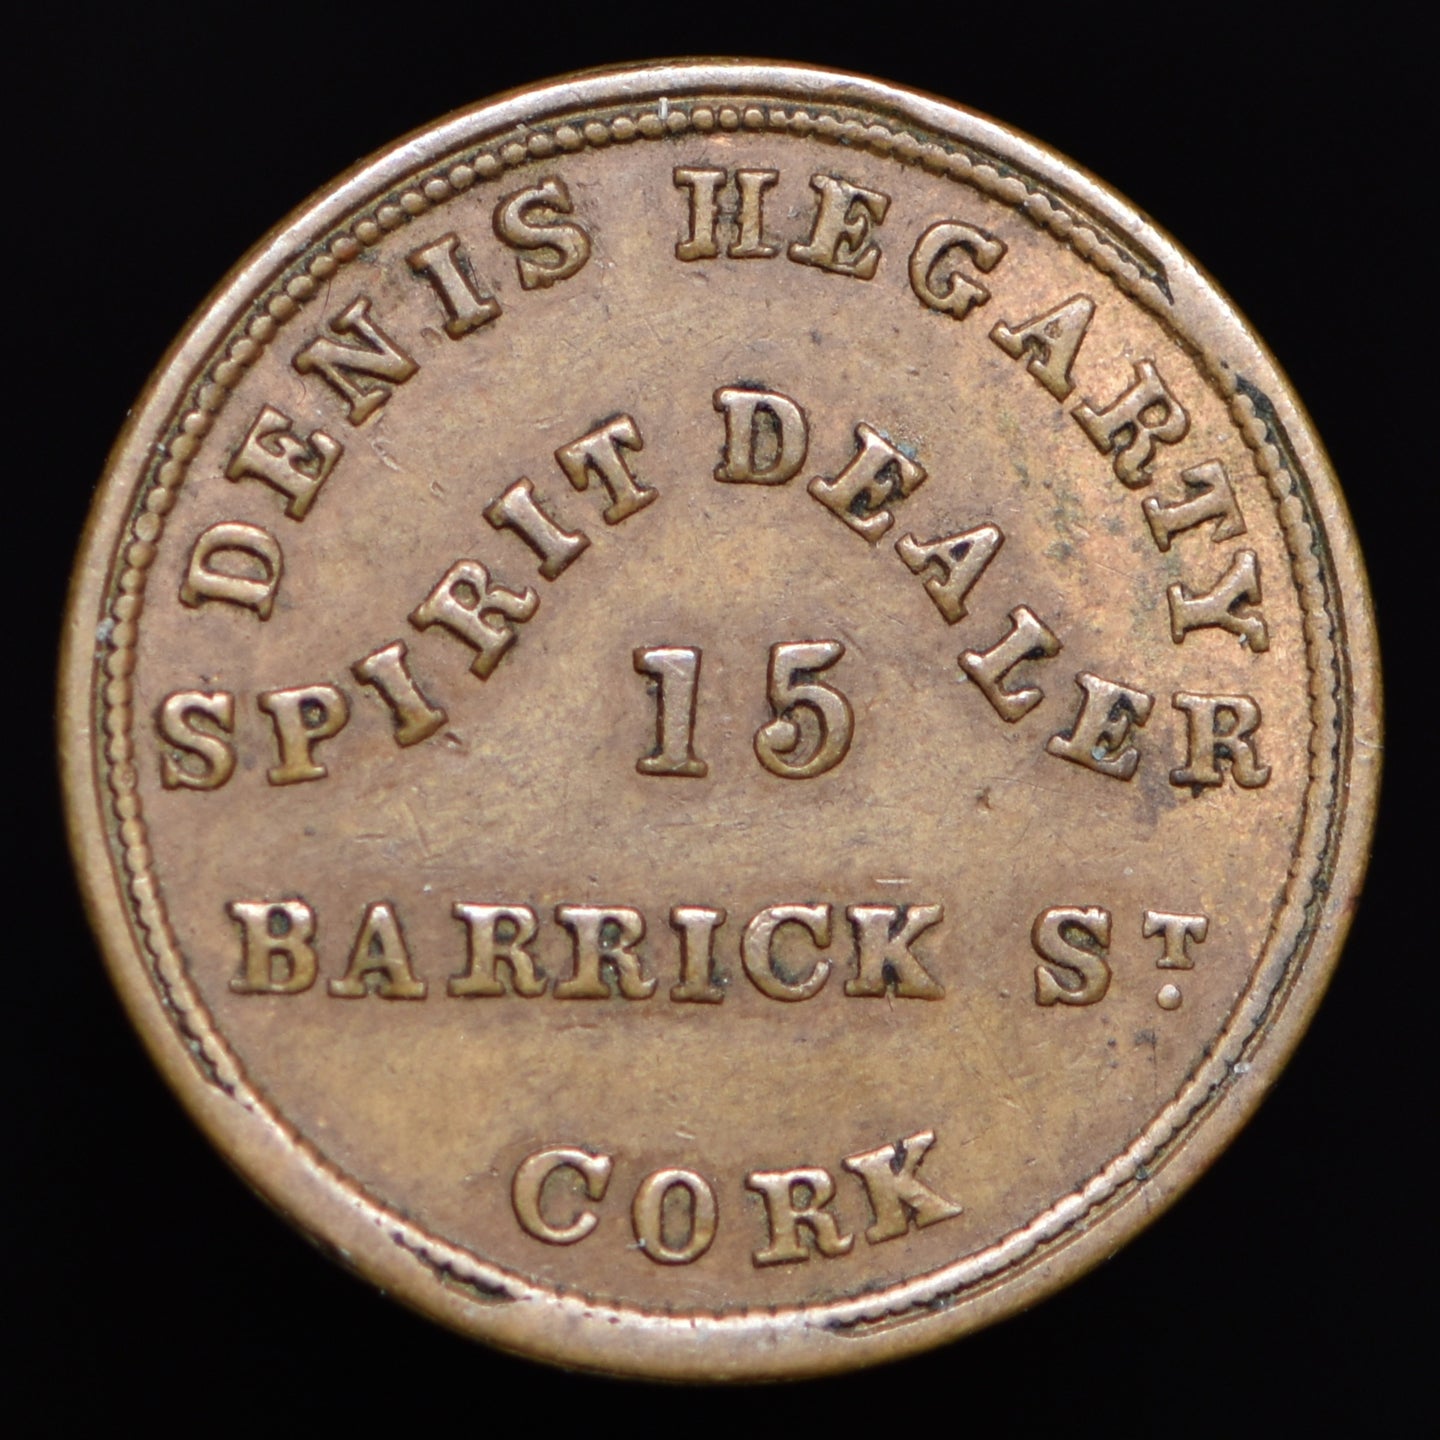 DENIS HEGARTY
SPIRIT DEALER
15
BARRICK ST.
CORK